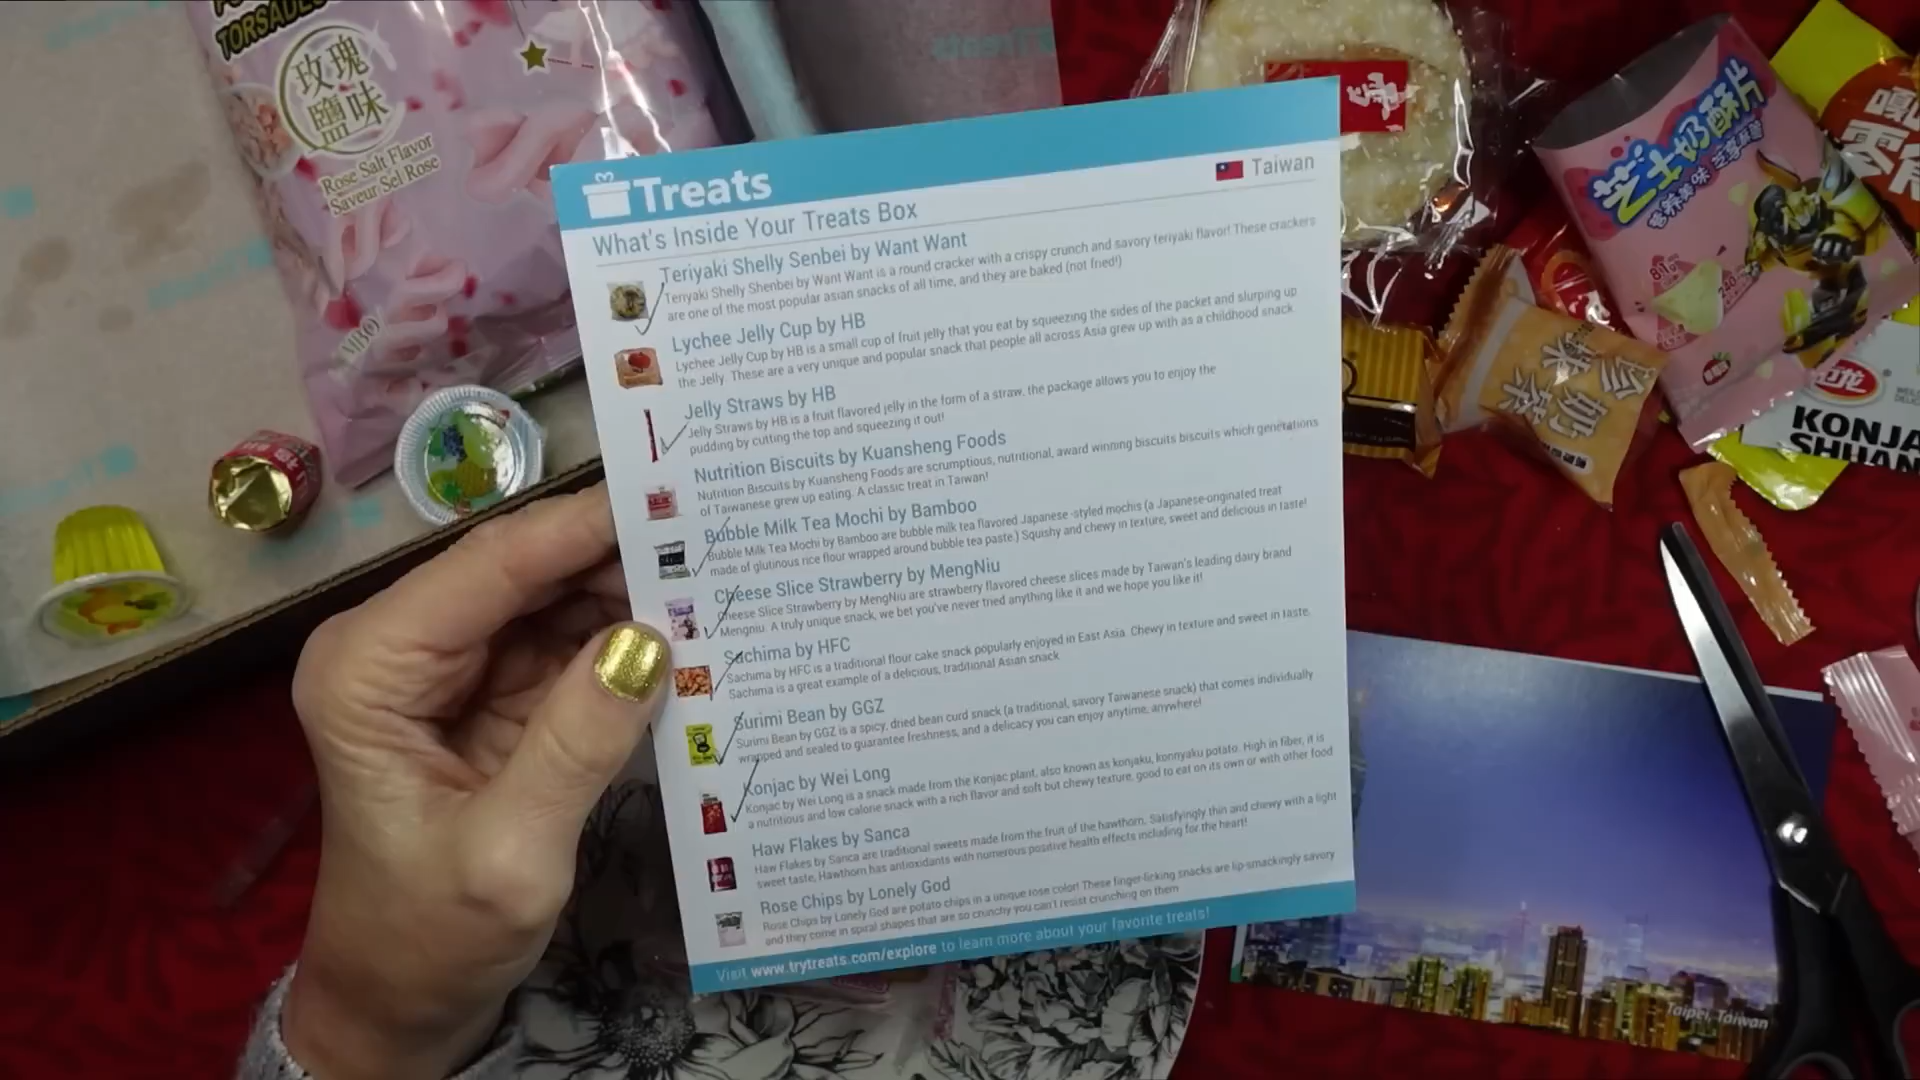 TORSADES
玫瑰
鹽味
Rose Salt Flavor
Saveur Sel Rose
Treats
Taiwan
What's Inside Your Treats Box
Teriyaki Shelly Senbei by Want Want
Teriyaki Shelly Shenbei by Want Want is a round cracker with a crispy crunch and savory teriyaki flavor! These crackers
are one of the most popular asian snacks of all time, and they are baked (not fried!)
Lychee Jelly Cup by HB
Lychee Jelly Cup by HB is a small cup of fruit jelly that you eat by squeezing the sides of the packet and slurping up
the Jelly. These are a very unique and popular snack that people all across Asia grew up with as a childhood snack
Jelly Straws by HB
Jelly Straws by HB is a fruit flavored jelly in the form of a straw, the package allows you to enjoy the
pudding by cutting the top and squeezing it out!
Nutrition Biscuits by Kuansheng Foods
Nutrition Biscuits by Kuansheng Foods are scrumptious, nutritional, award winning biscuits biscuits which generations
of Taiwanese grew up eating. A classic treat in Taiwan!
Bubble Milk Tea Mochi by Bamboo
Bubble Milk Tea Mochi by Bamboo are bubble milk tea flavored Japanese -styled mochis (a Japanese-originated treat
made of glutinous rice flour wrapped around bubble tea paste.) Squishy and chewy in texture, sweet and delicious in taste!
Cheese Slice Strawberry by MengNiu
Cheese Slice Strawberry by MengNiu are strawberry flavored cheese slices made by Taiwan's leading dairy brand
Mengniu. A truly unique snack, we bet you've never tried anything like it and we hope you like it!
Sachima by HFC
Sachima by HFC is a traditional flour cake snack popularly enjoyed in East Asia. Chewy in texture and sweet in taste,
Sachima is a great example of a delicious, traditional Asian snack
Surimi Bean by GGZ
Surimi Bean by GGZ is a spicy, dried bean curd snack (a traditional, savory Taiwanese snack) that comes individually
wrapped and sealed to guarantee freshness, and a delicacy you can enjoy anytime, anywhere!
Konjac by Wei Long
Konjac by Wei Long is a snack made from the Konjac plant, also known as konjaku, konnyaku potato. High in fiber, it is
a nutritious and low calorie snack with a rich flavor and soft but chewy texture, good to eat on its own or with other food
Haw Flakes by Sanca
Haw Flakes by Sanca are traditional sweets made from the fruit of the hawthorn. Satisfyingly thin and chewy with a light
sweet taste, Hawthorn has antioxidants with numerous positive health effects including for the heart!
Rose Chips by Lonely God
Rose Chips by Lonely God are potato chips in a unique rose color! These finger-licking snacks are lip-smackingly savory
and they come in spiral shapes that are so crunchy you can't resist crunching on them
Visit www.trytreats.com/explore to learn more about your favorite treats!
芝士奶酥片
珍奶
KONJA
SHUAN
Taipei, Taiwan